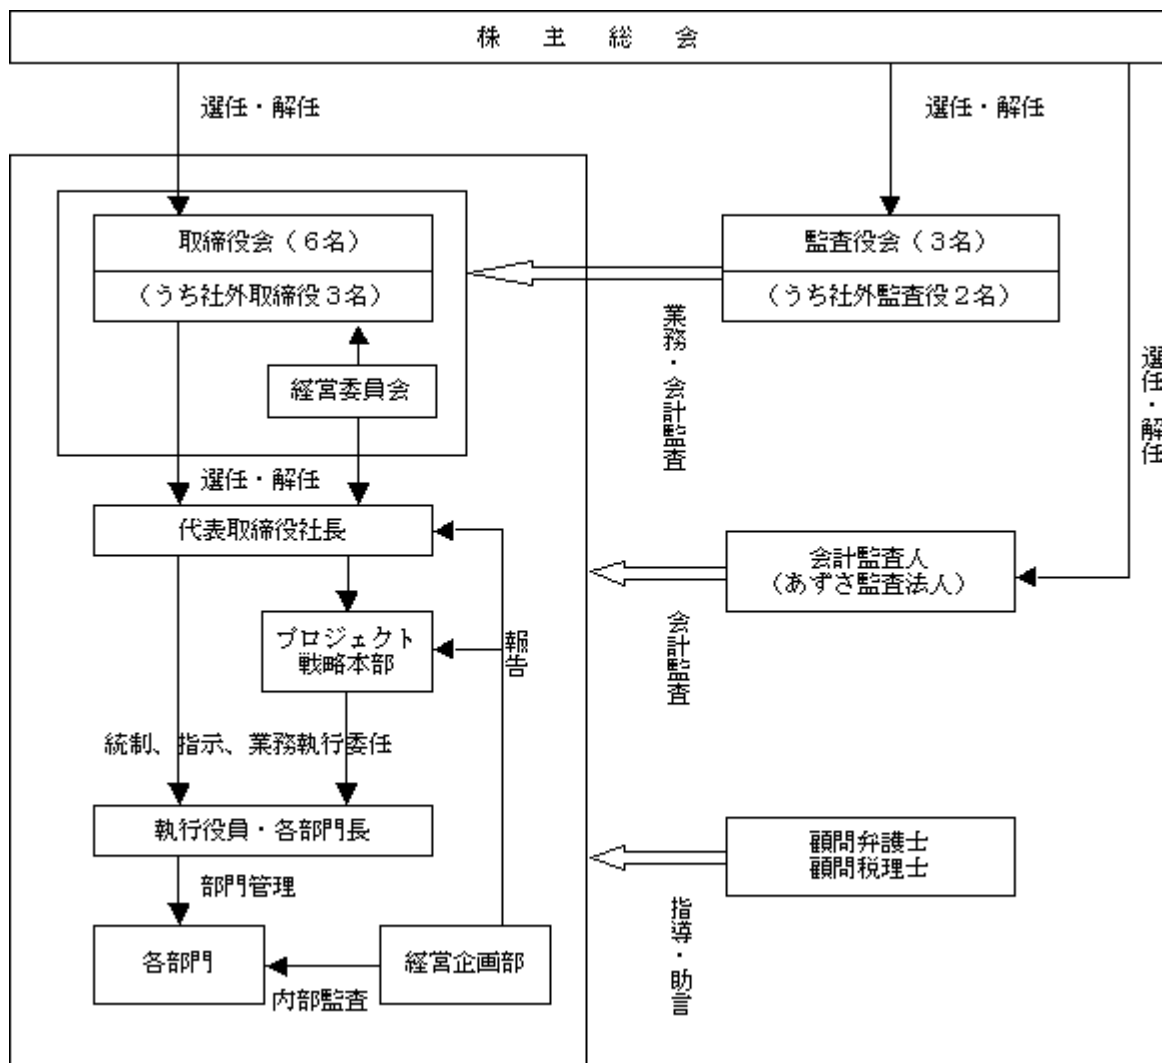 株主総会
選任・解任
選任・解任
取締役会(6名)
(うち社外取締役3名)
監査役会(3名)
(うち社外監査役2名)
業務・会計監査
選任・解任
経営委員会
選任・解任
代表取締役社長
会計監査人
(あずさ監査法人)
プロジェクト
戦略本部
報告
会計監査
統制、指示、業務執行委任
執行役員・各部門長
顧問弁護士
顧問税理士
部門管理
指導・助言
各部門
経営企画部
内部監査